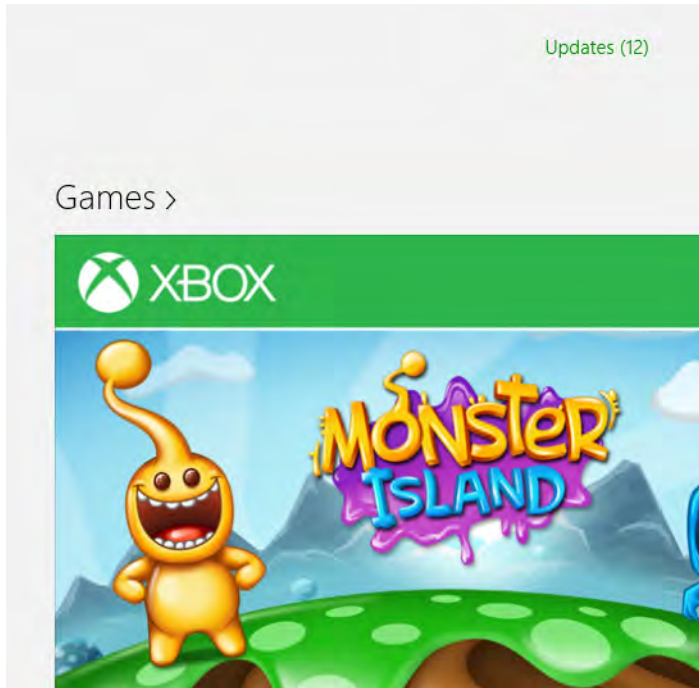 Updates (12)
Games >
XBOX
MONSTER
ISLAND